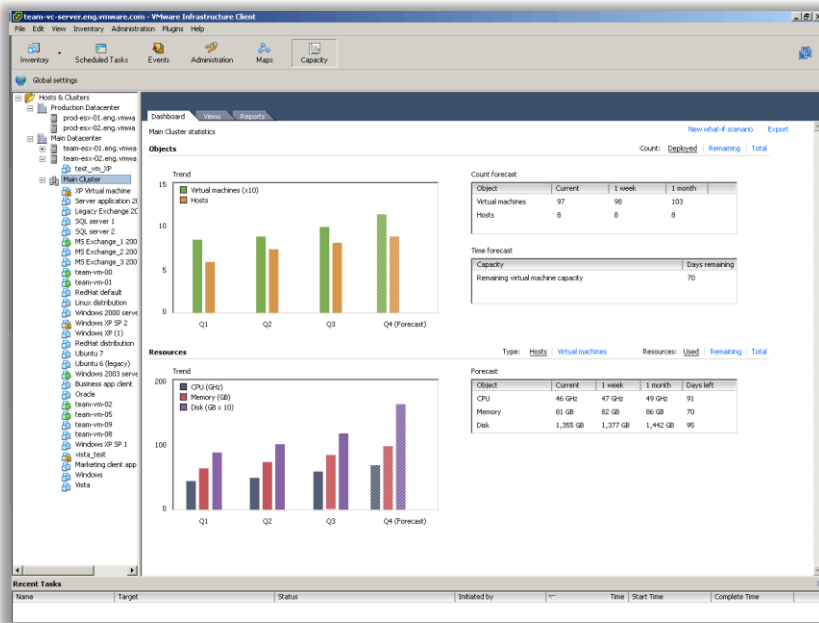 team-vc-server.eng.vmware.com - VMware Infrastructure Client
File Edit View Inventory Administration Plugins Help
Inventory Scheduled Tasks Events Administration Maps Capacity
Global settings
Hosts & Clusters
Production Datacenter
prod-esx-01.eng.vmwa
prod-esx-02.eng.vmwa
Main Datacenter
team-esx-01.eng.vmwa
team-esx-02.eng.vmwa
test_vm_XP
Main Cluster
XP Virtual machine
Server application 20
Legacy Exchange 20
SQL server 1
SQL server 2
MS Exchange_1 200
MS Exchange_2 200
MS Exchange_3 200
team-vm-00
team-vm-01
RedHat default
Linux distribution
Windows 2000 serve
Windows XP SP 2
Windows XP (1)
RedHat distribution
Ubuntu 7
Ubuntu 6 (legacy)
Windows 2003 serve
Business app client
Oracle
team-vm-02
team-vm-05
team-vm-09
team-vm-08
Windows XP SP 1
vista_test
Marketing client app
Windows
Vista
Dashboard Views Reports
Main Cluster statistics New what-if scenario Export
Objects Count: Deployed Remaining Total
Trend
15
10
5
0
Virtual machines (x10)
Hosts
Q1 Q2 Q3 Q4 (Forecast)
Count forecast
Object Current 1 week 1 month
Virtual machines 97 98 103
Hosts 8 8 8
Time forecast
Capacity Days remaining
Remaining virtual machine capacity 70
Resources Type: Hosts Virtual machines Resources: Used Remaining Total
Trend
200
100
0
CPU (GHz)
Memory (GB)
Disk (GB x 10)
Q1 Q2 Q3 Q4 (Forecast)
Forecast
Object Current 1 week 1 month Days left
CPU 46 GHz 47 GHz 49 GHz 91
Memory 81 GB 82 GB 86 GB 70
Disk 1,355 GB 1,377 GB 1,442 GB 95
Recent Tasks
Name Target Status Initiated by Time Start Time Complete Time